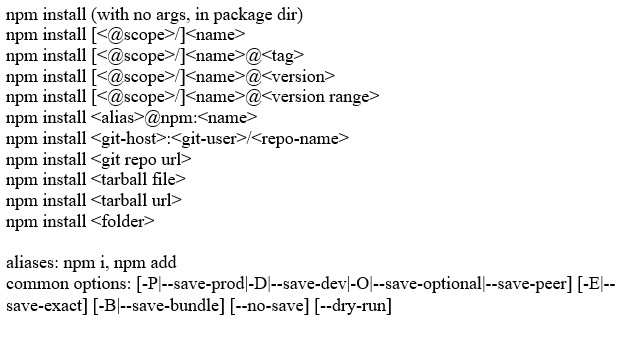 npm install (with no args, in package dir)
npm install [<@scope>/]<name>
npm install [<@scope>/]<name>@<tag>
npm install [<@scope>/]<name>@<version>
npm install [<@scope>/]<name>@<version range>
npm install <alias>@npm:<name>
npm install <git-host>:<git-user>/<repo-name>
npm install <git repo url>
npm install <tarball file>
npm install <tarball url>
npm install <folder>
aliases: npm i, npm add
common options: [-P|--save-prod|-D|--save-dev|-O|--save-optional|--save-peer] [-E|--
save-exact] [-B|--save-bundle] [--no-save] [--dry-run]